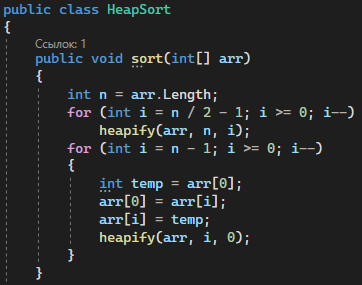 public class HeapSort
{
Ссылок: 1
public void sort(int[] arr)
{
int n = arr.Length;
for (int i = n / 2 - 1; i >= 0; i--)
heapify(arr, n, i);
for (int i = n - 1; i >= 0; i--)
{
int temp = arr[0];
arr[0] = arr[i];
arr[i] = temp;
heapify(arr, i, 0);
}
}